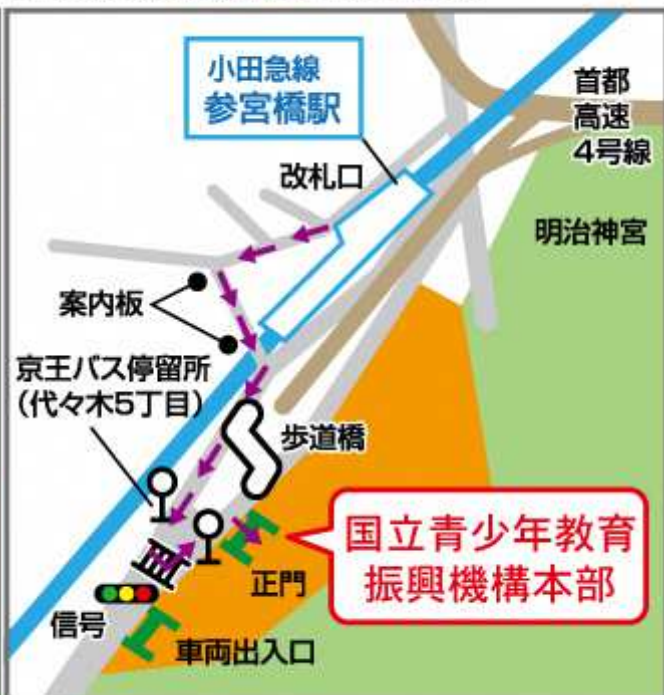 小田急線
参宮橋駅
首都
高速
4号線
改札口
明治神宮
案内板
京王バス停留所
（代々木5丁目）
歩道橋
国立青少年教育
振興機構本部
正門
信号
車両出入口